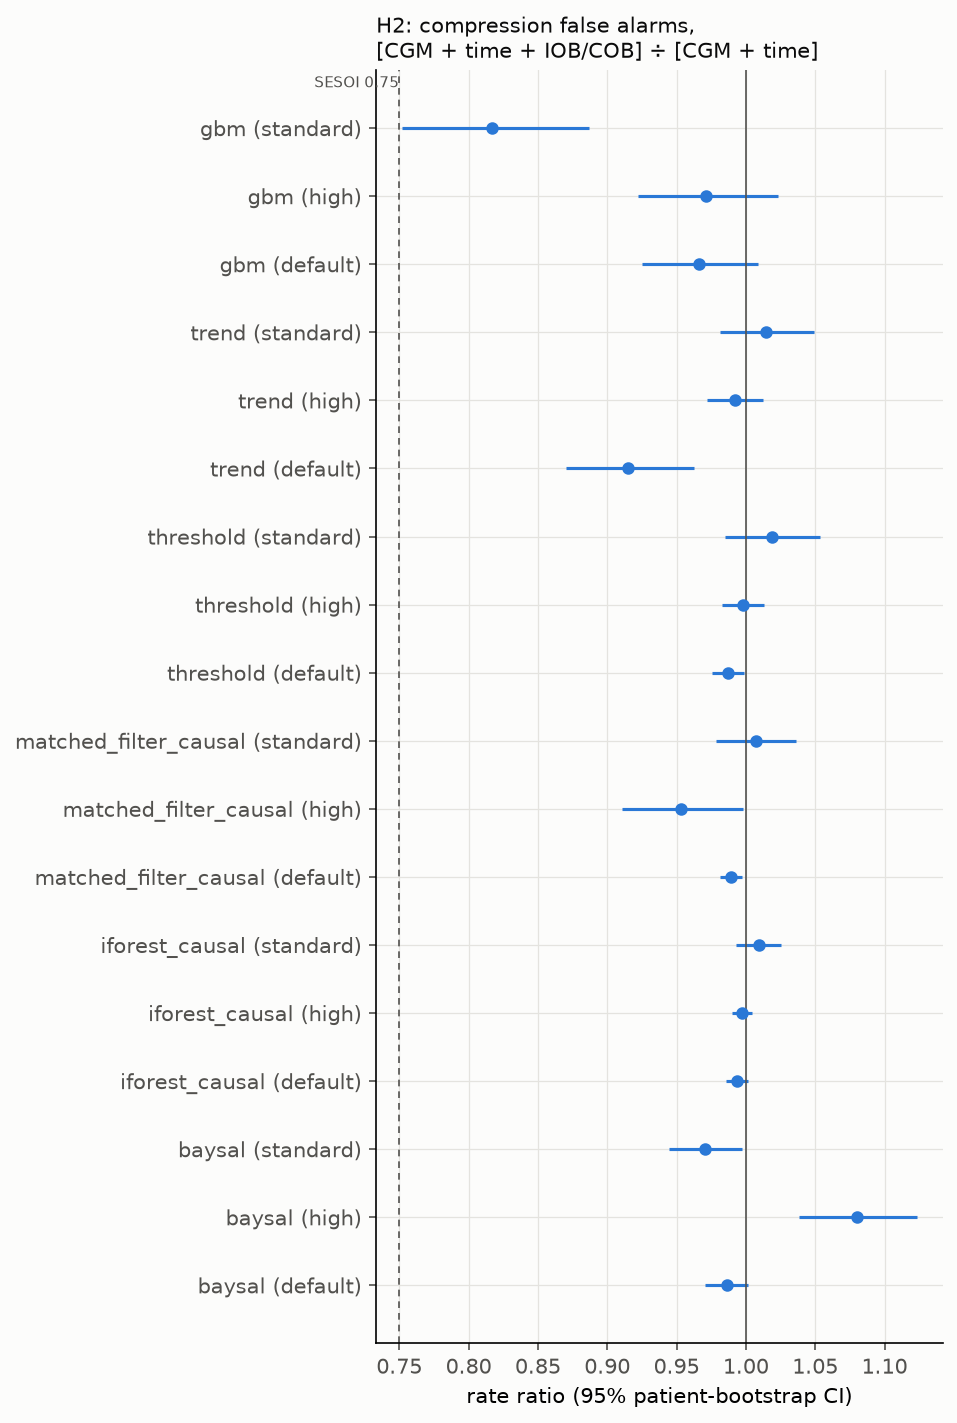 H2: compression false alarms,
[CGM + time + IOB/COB] ÷ [CGM + time]
SESOI 0.75
gbm (standard)
gbm (high)
gbm (default)
trend (standard)
trend (high)
trend (default)
threshold (standard)
threshold (high)
threshold (default)
matched_filter_causal (standard)
matched_filter_causal (high)
matched_filter_causal (default)
iforest_causal (standard)
iforest_causal (high)
iforest_causal (default)
baysal (standard)
baysal (high)
baysal (default)
0.75 0.80 0.85 0.90 0.95 1.00 1.05 1.10
rate ratio (95% patient-bootstrap CI)